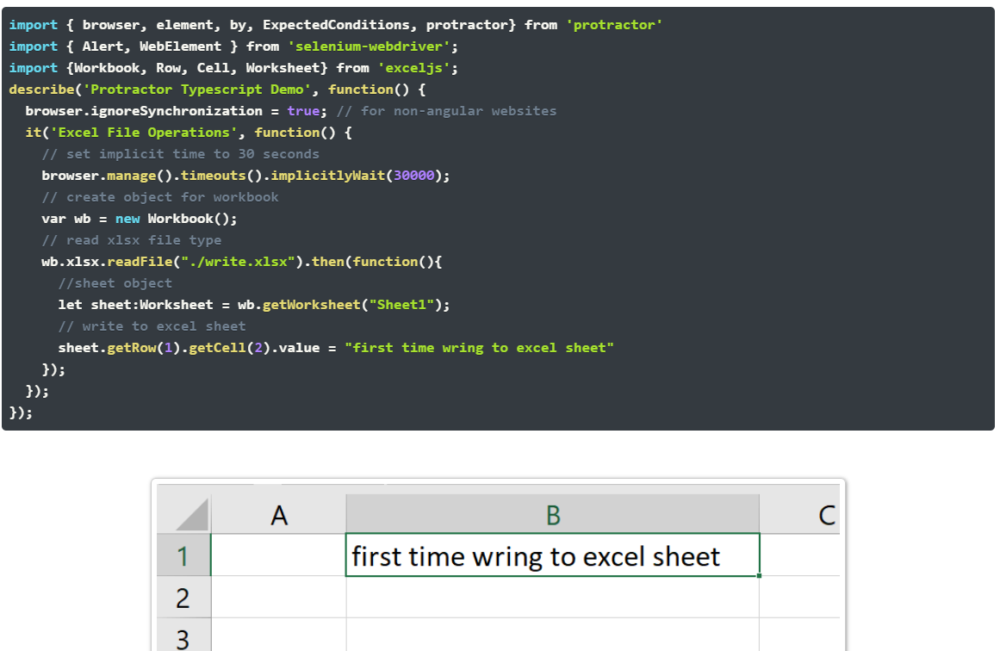 import { browser, element, by, ExpectedConditions, protractor} from 'protractor'
import { Alert, WebElement } from 'selenium-webdriver';
import {Workbook, Row, Cell, Worksheet} from 'exceljs';
describe('Protractor Typescript Demo', function() {
  browser.ignoreSynchronization = true; // for non-angular websites
  it('Excel File Operations', function() {
    // set implicit time to 30 seconds
    browser.manage().timeouts().implicitlyWait(30000);
    // create object for workbook
    var wb = new Workbook();
    // read xlsx file type
    wb.xlsx.readFile("./write.xlsx").then(function(){
      //sheet object
      let sheet:Worksheet = wb.getWorksheet("Sheet1");
      // write to excel sheet
      sheet.getRow(1).getCell(2).value = "first time wring to excel sheet"
    });
  });
});
A B C
1 first time wring to excel sheet
2
3